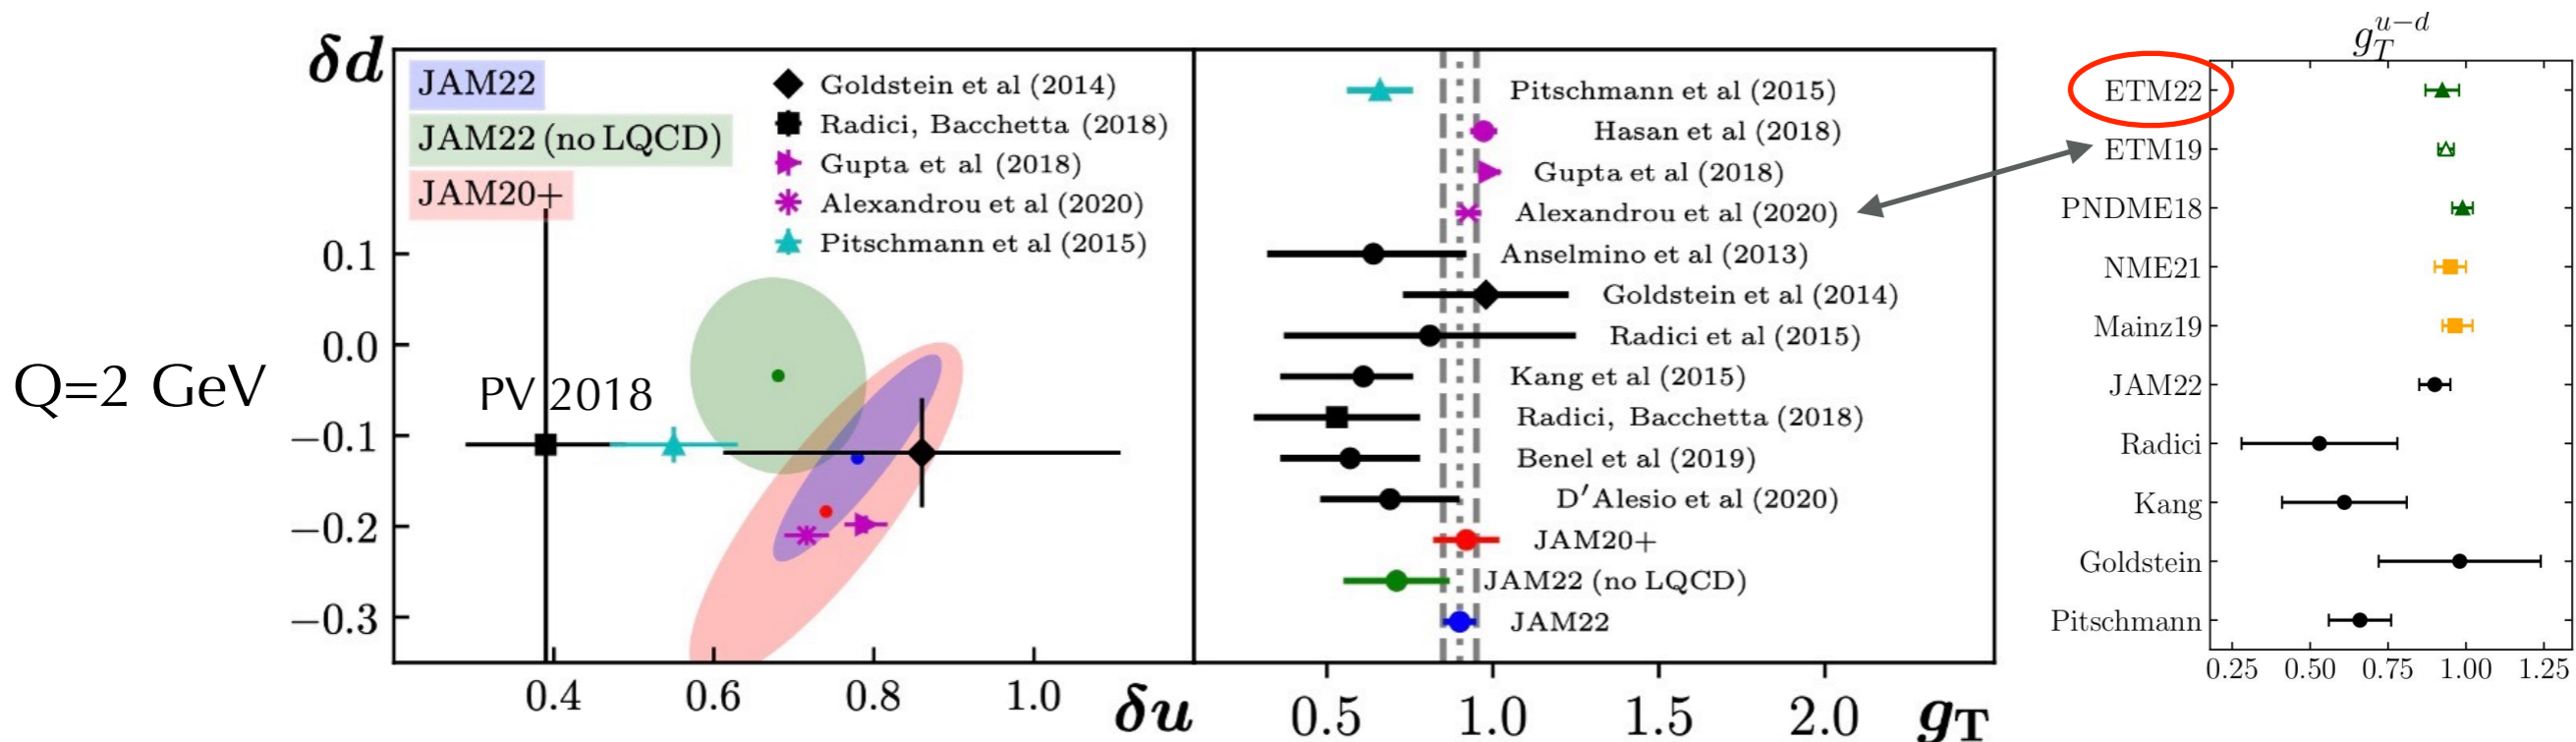 Q=2 GeV
δd
JAM22
JAM22 (no LQCD)
JAM20+
Goldstein et al (2014)
Radici, Bacchetta (2018)
Gupta et al (2018)
Alexandrou et al (2020)
Pitschmann et al (2015)
PV 2018
0.1
0.0
−0.1
−0.2
−0.3
0.4 0.6 0.8 1.0 δu
Pitschmann et al (2015)
Hasan et al (2018)
Gupta et al (2018)
Alexandrou et al (2020)
Anselmino et al (2013)
Goldstein et al (2014)
Radici et al (2015)
Kang et al (2015)
Radici, Bacchetta (2018)
Benel et al (2019)
D′Alesio et al (2020)
JAM20+
JAM22 (no LQCD)
JAM22
0.5 1.0 1.5 2.0 g_T
g_T^{u−d}
ETM22
ETM19
PNDME18
NME21
Mainz19
JAM22
Radici
Kang
Goldstein
Pitschmann
0.25 0.50 0.75 1.00 1.25